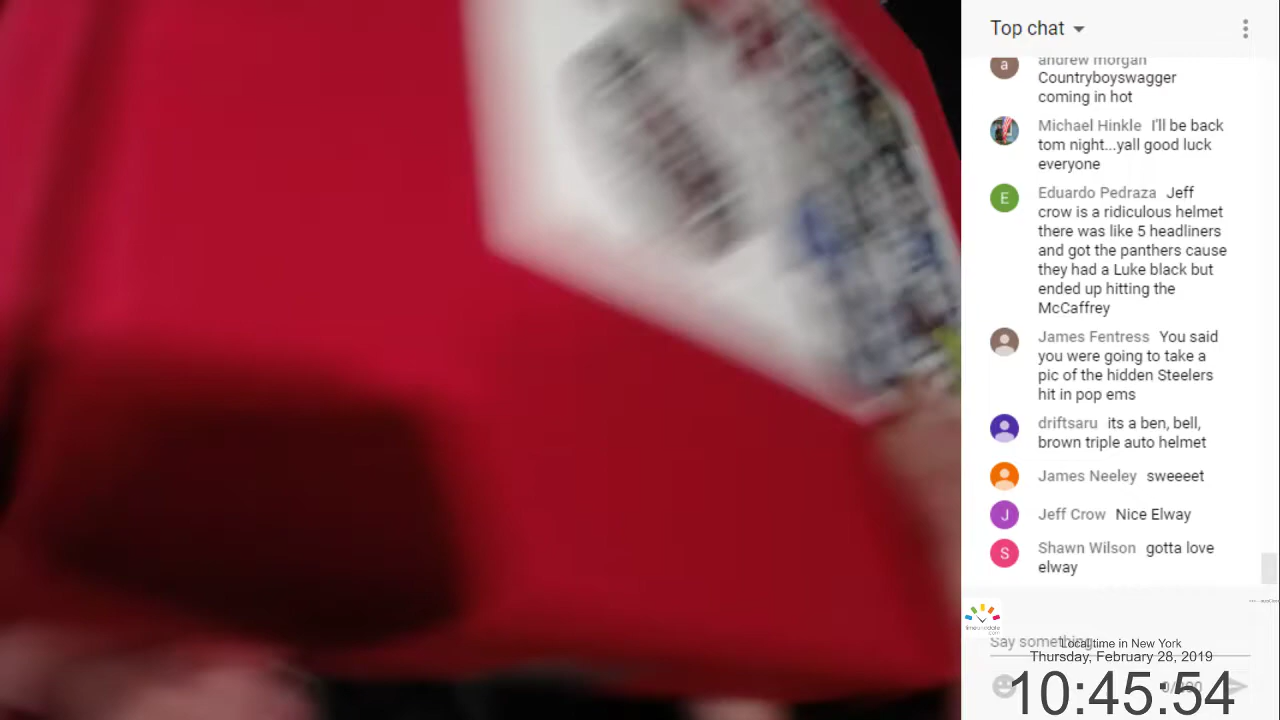 Top chat
andrew morgan
Countryboyswagger
coming in hot
Michael Hinkle I'll be back
tom night...yall good luck
everyone
E
Eduardo Pedraza Jeff
crow is a ridiculous helmet
there was like 5 headliners
and got the panthers cause
they had a Luke black but
ended up hitting the
McCaffrey
James Fentress You said
you were going to take a
pic of the hidden Steelers
hit in pop ems
driftsaru its a ben, bell,
brown triple auto helmet
James Neeley sweeeet
J
Jeff Crow Nice Elway
S
Shawn Wilson gotta love
elway
Say something...
Local time in New York
Thursday, February 28, 2019
10:45:54